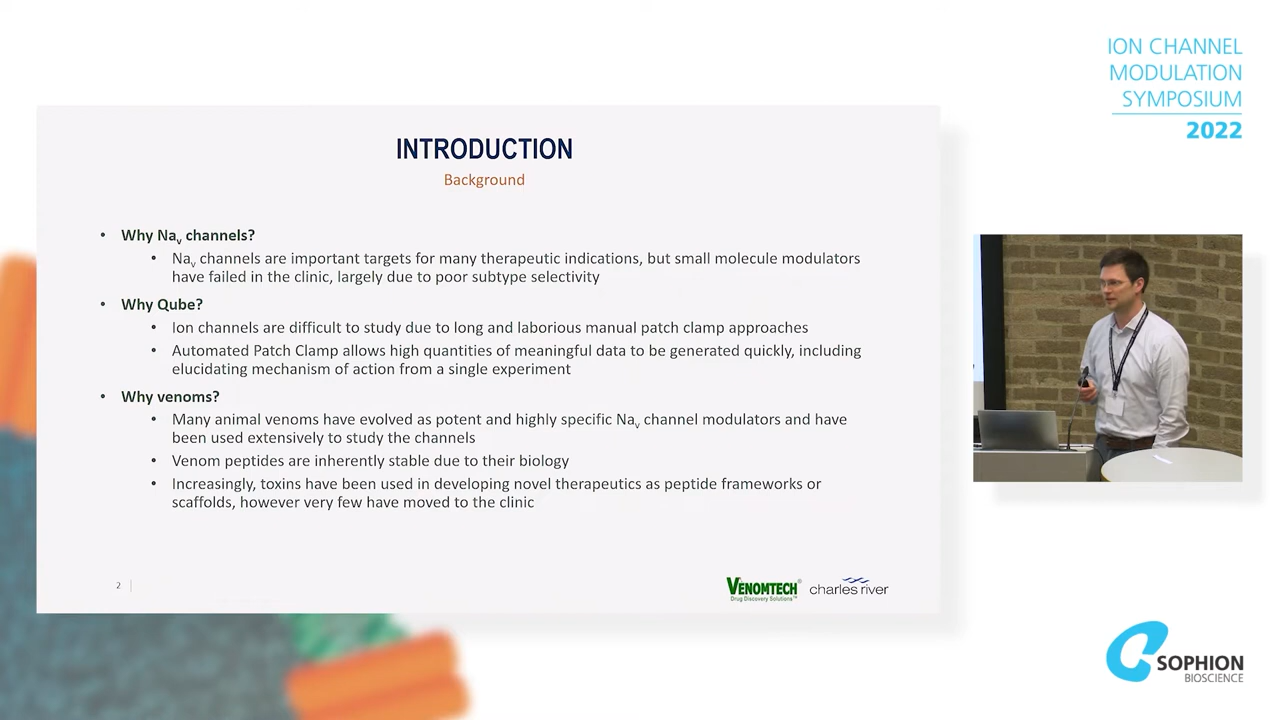 ION CHANNEL
MODULATION
SYMPOSIUM
2022
INTRODUCTION
Background
• Why Nav channels?
• Nav channels are important targets for many therapeutic indications, but small molecule modulators
have failed in the clinic, largely due to poor subtype selectivity
• Why Qube?
• Ion channels are difficult to study due to long and laborious manual patch clamp approaches
• Automated Patch Clamp allows high quantities of meaningful data to be generated quickly, including
elucidating mechanism of action from a single experiment
• Why venoms?
• Many animal venoms have evolved as potent and highly specific Nav channel modulators and have
been used extensively to study the channels
• Venom peptides are inherently stable due to their biology
• Increasingly, toxins have been used in developing novel therapeutics as peptide frameworks or
scaffolds, however very few have moved to the clinic
2
VENOMTECH®
Drug Discovery Solutions™
charles river
SOPHION
BIOSCIENCE